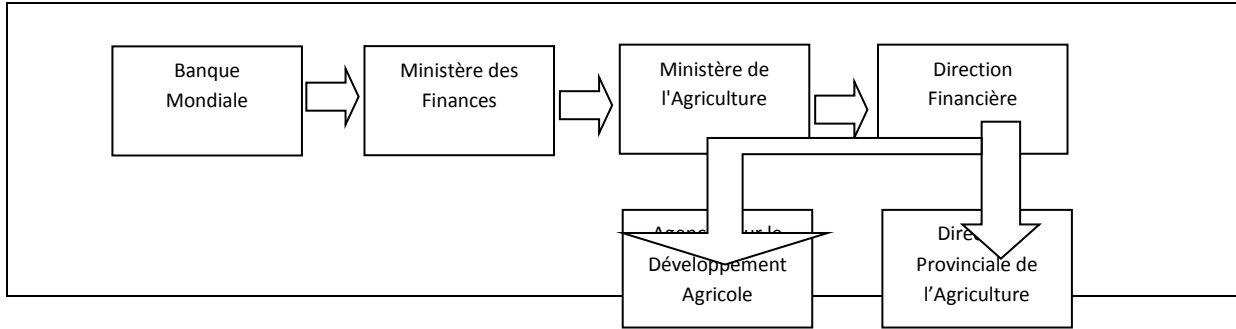 Banque
Mondiale
Ministère des
Finances
Ministère de
l'Agriculture
Direction
Financière
Développement
Agricole
Provinciale de
l’Agriculture